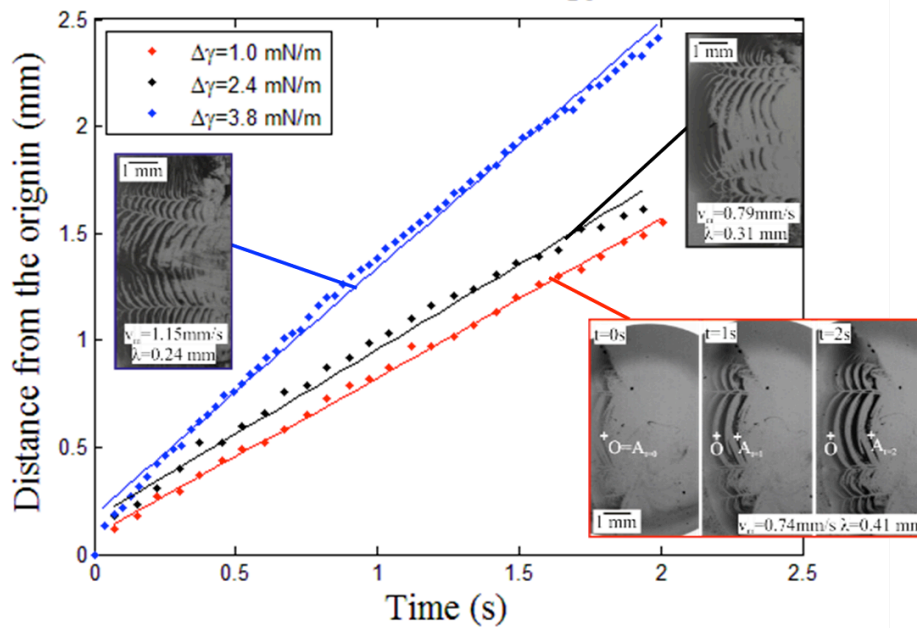 2.5
2
1.5
1
0.5
0
Distance from the orignin (mm)
Δγ=1.0 mN/m
Δγ=2.4 mN/m
Δγ=3.8 mN/m
1 mm
=1.15mm/s
λ=0.24 mm
1 mm
=0.79mm/s
λ=0.31 mm
t=0s
t=1s
t=2s
O=A
O
A
O
A
1 mm
=0.74mm/s λ=0.41 mm
0
0.5
1
1.5
2
2.5
Time (s)